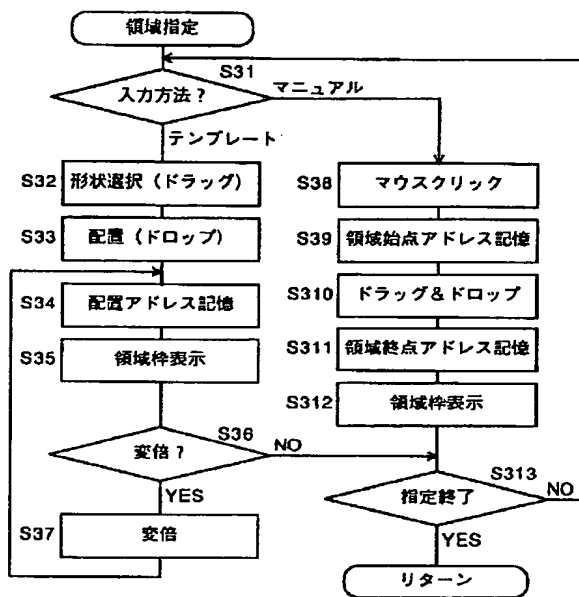 領域指定
S31
入力方法？
マニュアル
テンプレート
S32
形状選択（ドラッグ）
S33
配置（ドロップ）
S34
配置アドレス記憶
S35
領域枠表示
S36
変倍？
NO
YES
S37
変倍
S38
マウスクリック
S39
領域始点アドレス記憶
S310
ドラッグ＆ドロップ
S311
領域終点アドレス記憶
S312
領域枠表示
S313
指定終了
NO
YES
リターン